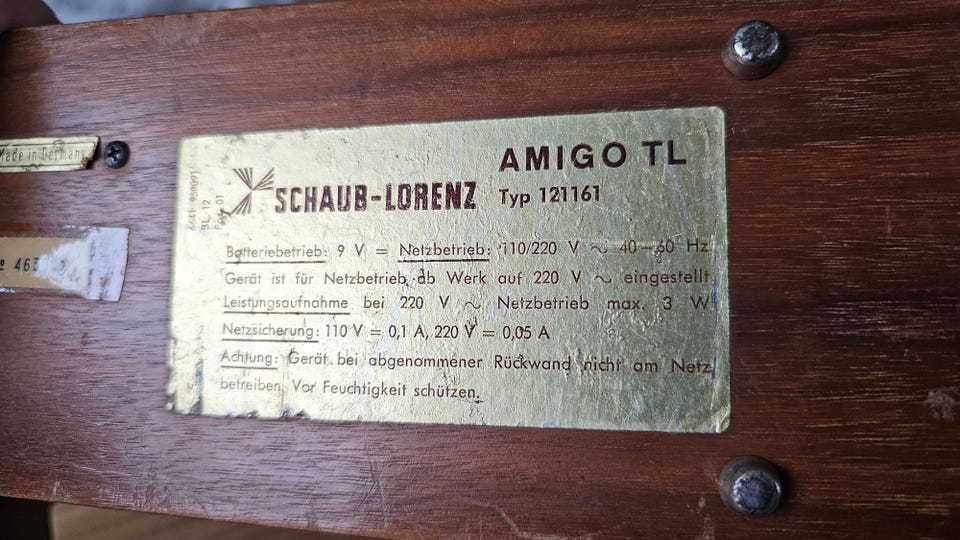 AMIGO TL
SCHAUB-LORENZ Typ 121161
Batteriebetrieb: 9 V = Netzbetrieb: 110/220 V ~ 40-60 Hz
Gerät ist für Netzbetrieb ab Werk auf 220 V ~ eingestellt
Leistungsaufnahme bei 220 V ~ Netzbetrieb max. 3 W
Netzsicherung: 110 V = 0,1 A, 220 V = 0,05 A
Achtung: Gerät bei abgenommener Rückwand nicht am Netz
betreiben. Vor Feuchtigkeit schützen.
Made in Germany